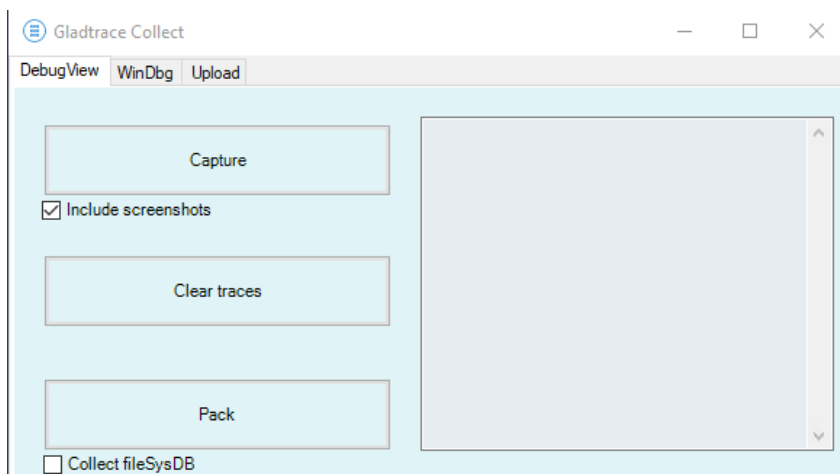 Gladtrace Collect
DebugView WinDbg Upload
Capture
Include screenshots
Clear traces
Pack
Collect fileSysDB